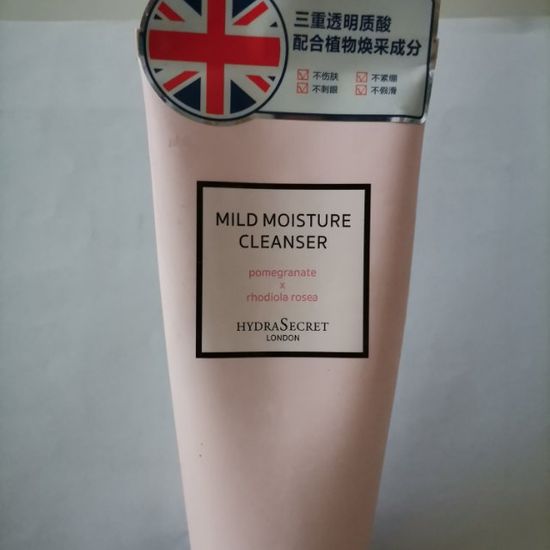 三重透明质酸
配合植物焕采成分
不伤肤 不紧绷
不刺眼 不假滑
MILD MOISTURE
CLEANSER
pomegranate
x
rhodiola rosea
HYDRASECRET
LONDON